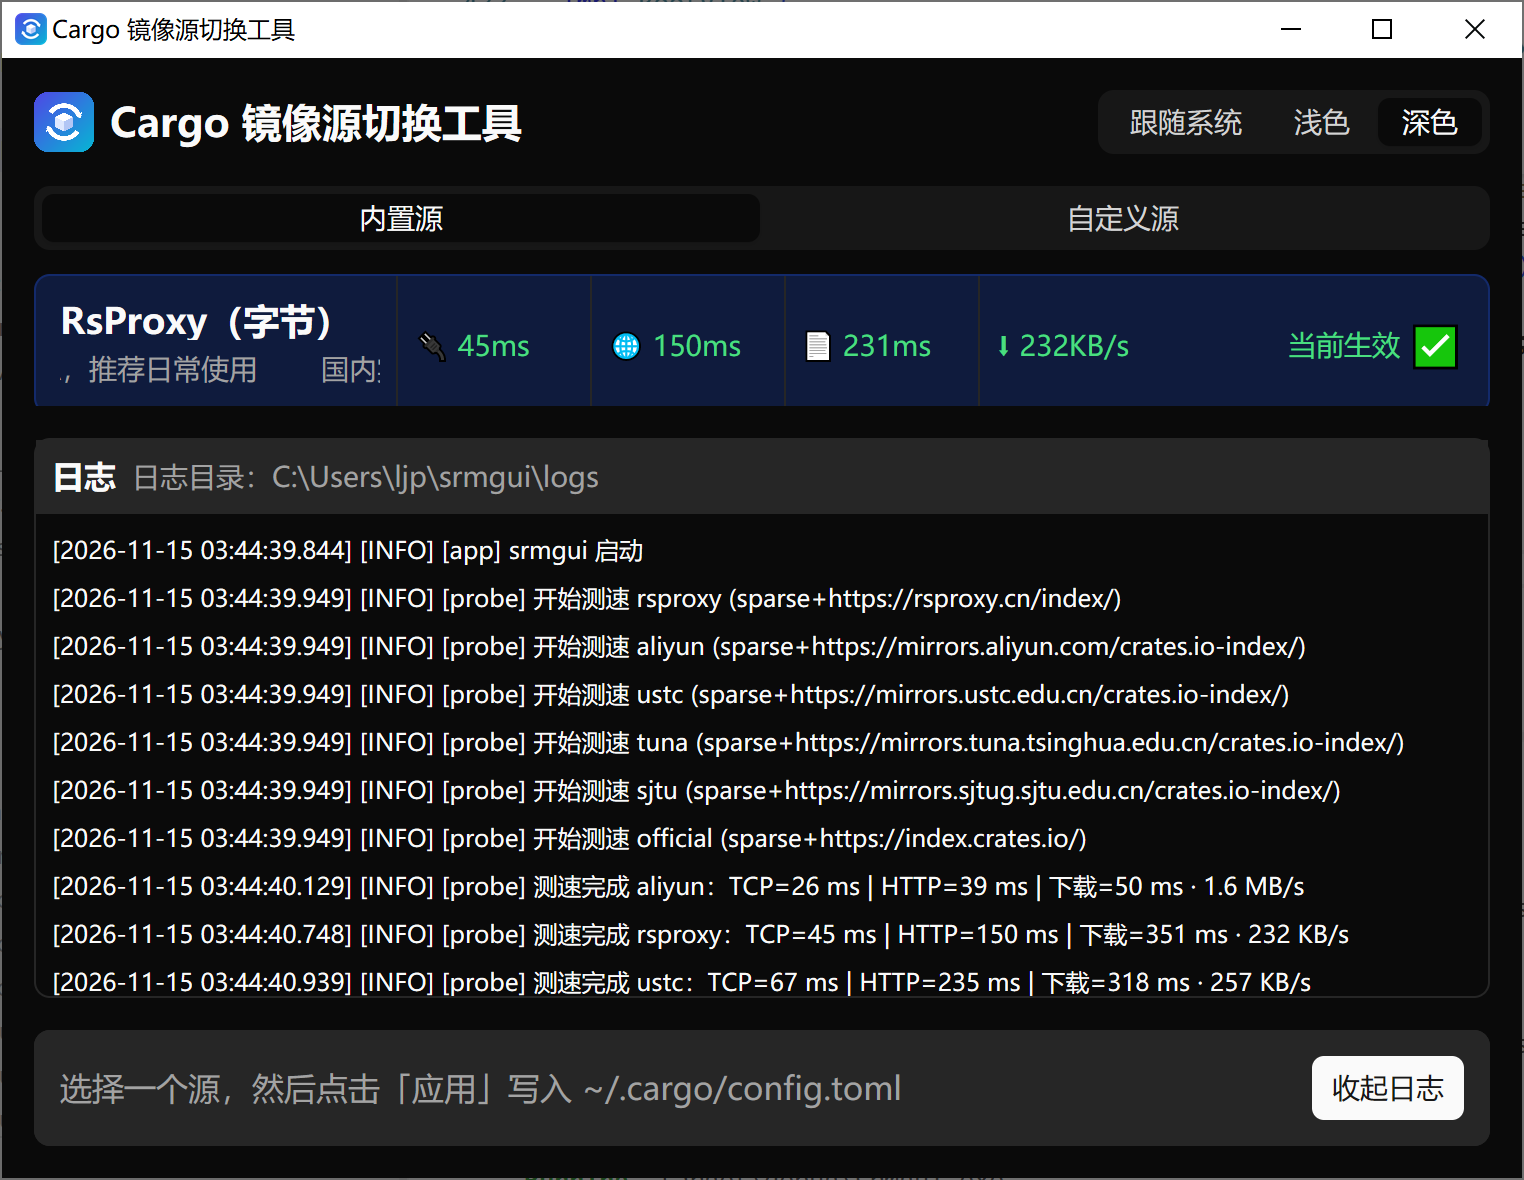 Cargo 镜像源切换工具
Cargo 镜像源切换工具
跟随系统 浅色 深色
内置源 自定义源
RsProxy（字节）
，推荐日常使用 国内
45ms 150ms 231ms ↓ 232KB/s 当前生效 ✅
日志 日志目录：C:\Users\ljp\srmgui\logs
[2026-11-15 03:44:39.844] [INFO] [app] srmgui 启动
[2026-11-15 03:44:39.949] [INFO] [probe] 开始测速 rsproxy (sparse+https://rsproxy.cn/index/)
[2026-11-15 03:44:39.949] [INFO] [probe] 开始测速 aliyun (sparse+https://mirrors.aliyun.com/crates.io-index/)
[2026-11-15 03:44:39.949] [INFO] [probe] 开始测速 ustc (sparse+https://mirrors.ustc.edu.cn/crates.io-index/)
[2026-11-15 03:44:39.949] [INFO] [probe] 开始测速 tuna (sparse+https://mirrors.tuna.tsinghua.edu.cn/crates.io-index/)
[2026-11-15 03:44:39.949] [INFO] [probe] 开始测速 sjtu (sparse+https://mirrors.sjtug.sjtu.edu.cn/crates.io-index/)
[2026-11-15 03:44:39.949] [INFO] [probe] 开始测速 official (sparse+https://index.crates.io/)
[2026-11-15 03:44:40.129] [INFO] [probe] 测速完成 aliyun：TCP=26 ms | HTTP=39 ms | 下载=50 ms · 1.6 MB/s
[2026-11-15 03:44:40.748] [INFO] [probe] 测速完成 rsproxy：TCP=45 ms | HTTP=150 ms | 下载=351 ms · 232 KB/s
[2026-11-15 03:44:40.939] [INFO] [probe] 测速完成 ustc：TCP=67 ms | HTTP=235 ms | 下载=318 ms · 257 KB/s
选择一个源，然后点击「应用」写入 ~/.cargo/config.toml
收起日志